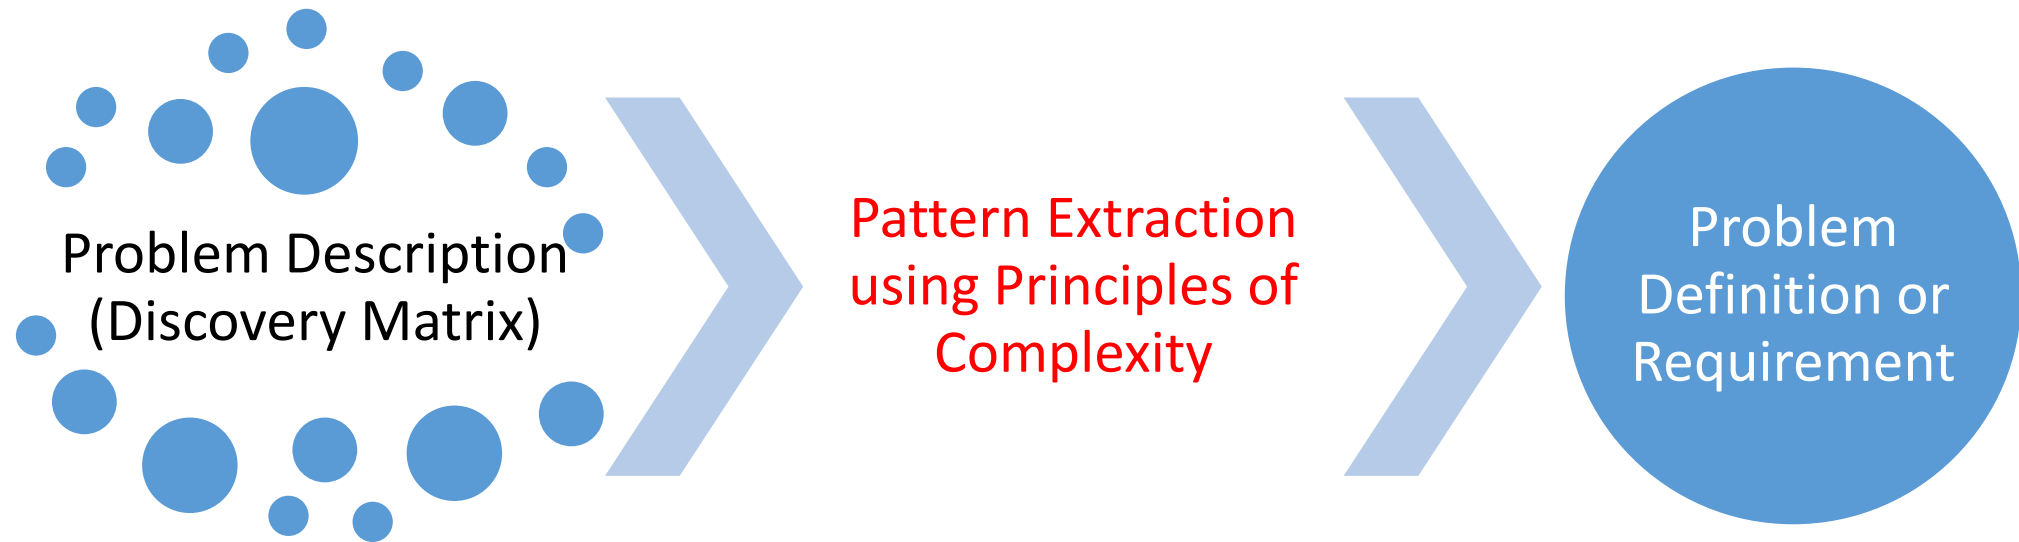 Problem Description
(Discovery Matrix)
Pattern Extraction
using Principles of
Complexity
Problem
Definition or
Requirement